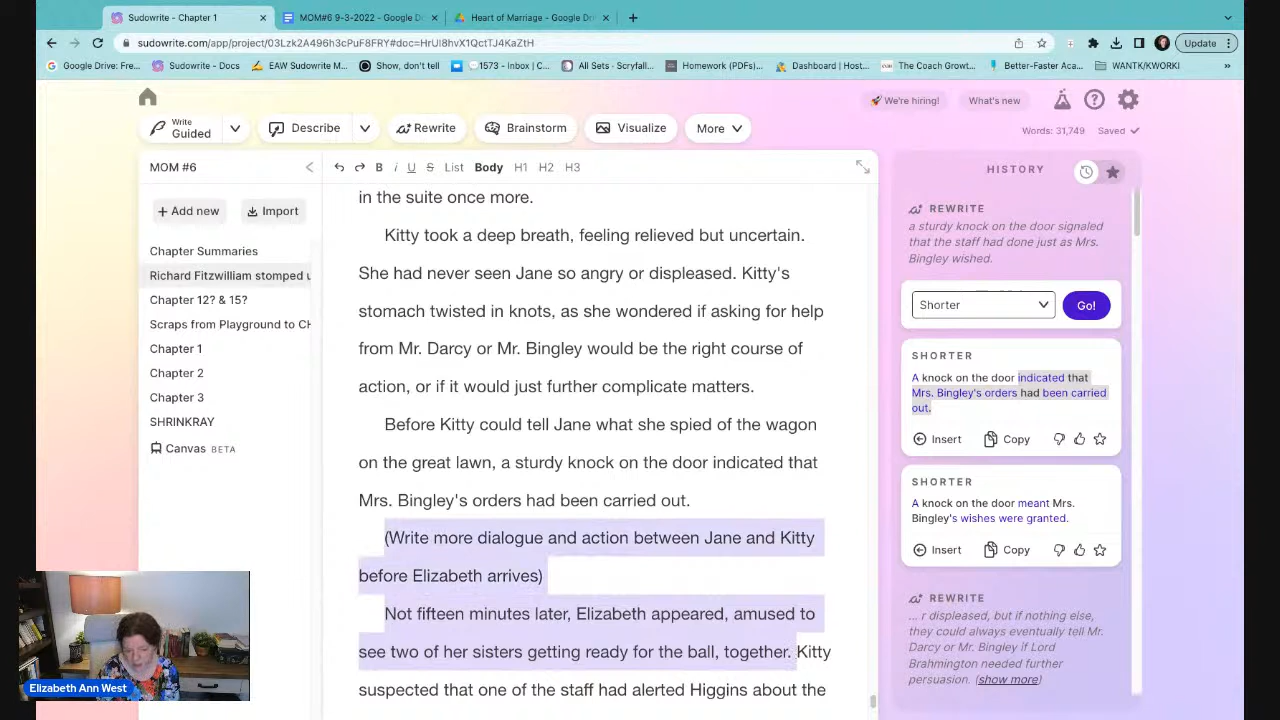 Sudowrite - Chapter 1
MOM#6 9-3-2022 - Google D
Heart of Marriage - Google Dri
sudowrite.com/app/project/03Lzk2A496h3cPuF8FRY#doc=HrUI8hvX1QctTJ4KaZtH
Update
Google Drive: Fre...
Sudowrite - Docs
EAW Sudowrite M...
Show, don't tell
1573 - Inbox | C...
All Sets - Scryfall...
Homework (PDFs)...
Dashboard | Host...
The Coach Growt...
Better-Faster Aca...
WANTK/KWORKI
»
Write
Guided
Describe
Rewrite
Brainstorm
Visualize
More
We're hiring!
What's new
Words: 31,749
Saved
MOM #6
B i U S List Body H1 H2 H3
+ Add new
Import
Chapter Summaries
Richard Fitzwilliam stomped u
Chapter 12? & 15?
Scraps from Playground to CH
Chapter 1
Chapter 2
Chapter 3
SHRINKRAY
Canvas BETA
in the suite once more.
Kitty took a deep breath, feeling relieved but uncertain.
She had never seen Jane so angry or displeased. Kitty's
stomach twisted in knots, as she wondered if asking for help
from Mr. Darcy or Mr. Bingley would be the right course of
action, or if it would just further complicate matters.
Before Kitty could tell Jane what she spied of the wagon
on the great lawn, a sturdy knock on the door indicated that
Mrs. Bingley's orders had been carried out.
(Write more dialogue and action between Jane and Kitty
before Elizabeth arrives)
Not fifteen minutes later, Elizabeth appeared, amused to
see two of her sisters getting ready for the ball, together. Kitty
suspected that one of the staff had alerted Higgins about the
HISTORY
REWRITE
a sturdy knock on the door signaled
that the staff had done just as Mrs.
Bingley wished.
Shorter
Go!
SHORTER
A knock on the door indicated that
Mrs. Bingley's orders had been carried
out.
Insert
Copy
SHORTER
A knock on the door meant Mrs.
Bingley's wishes were granted.
Insert
Copy
REWRITE
... r displeased, but if nothing else,
they could always eventually tell Mr.
Darcy or Mr. Bingley if Lord
Brahmington needed further
persuasion. (show more)
Elizabeth Ann West